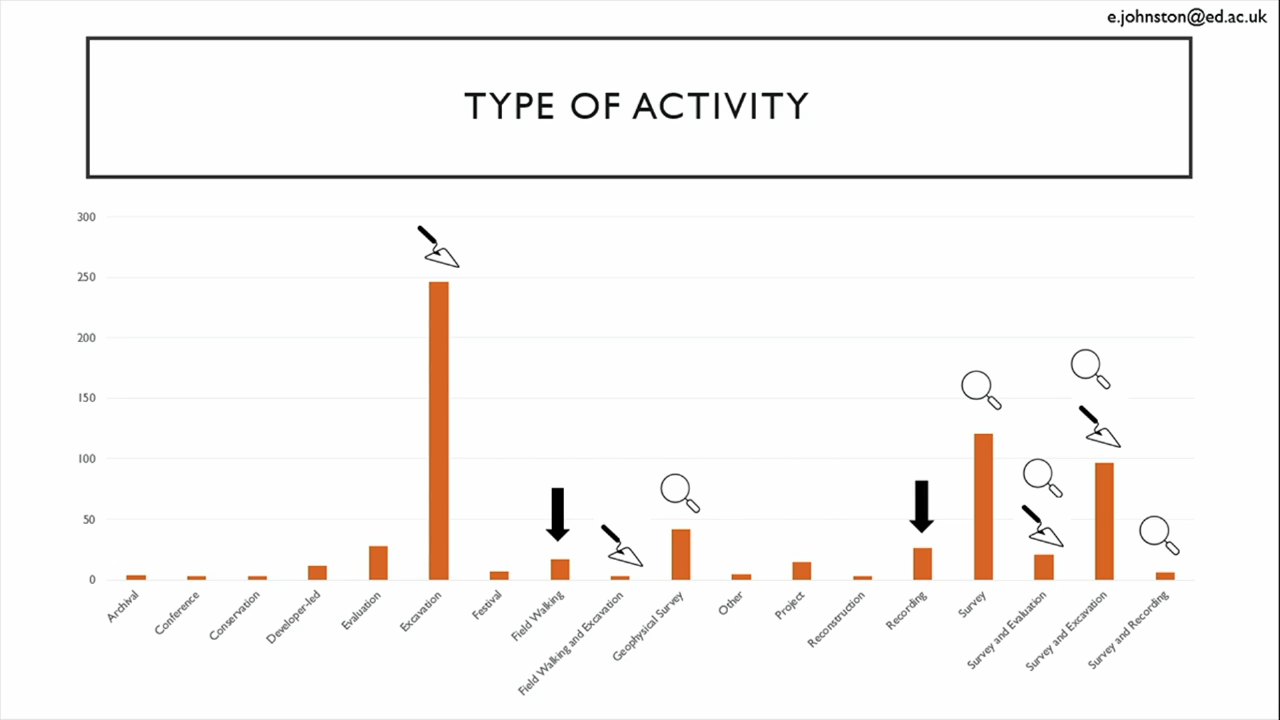 e.johnston@ed.ac.uk
TYPE OF ACTIVITY
300
250
200
150
100
50
0
Archival
Conference
Conservation
Developer-led
Evaluation
Excavation
Festival
Field Walking
Field Walking and Excavation
Geophysical Survey
Other
Project
Reconstruction
Recording
Survey
Survey and Evaluation
Survey and Excavation
Survey and Recording